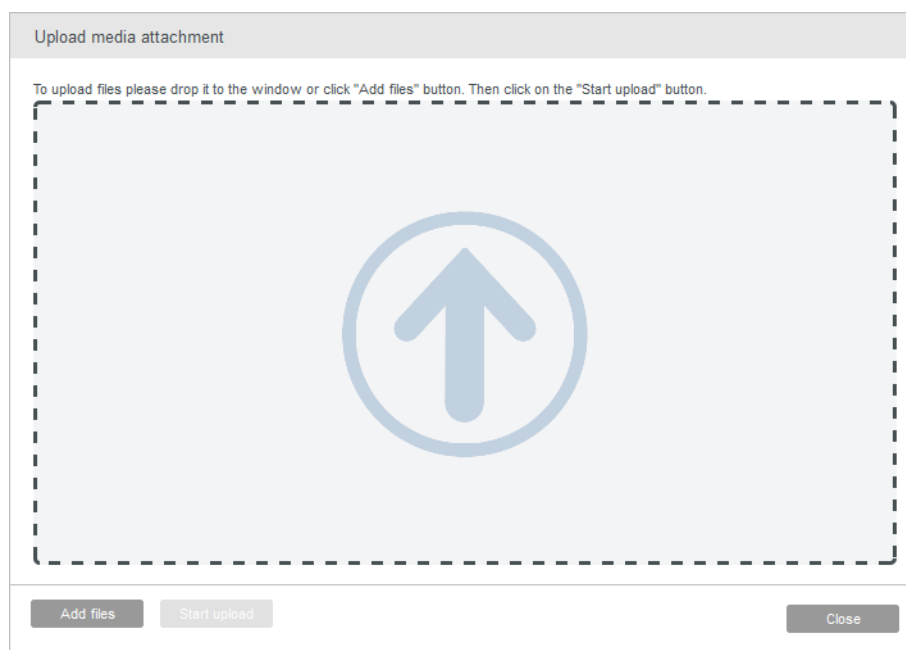 Upload media attachment
To upload files please drop it to the window or click "Add files" button. Then click on the "Start upload" button.
Add files
Start upload
Close